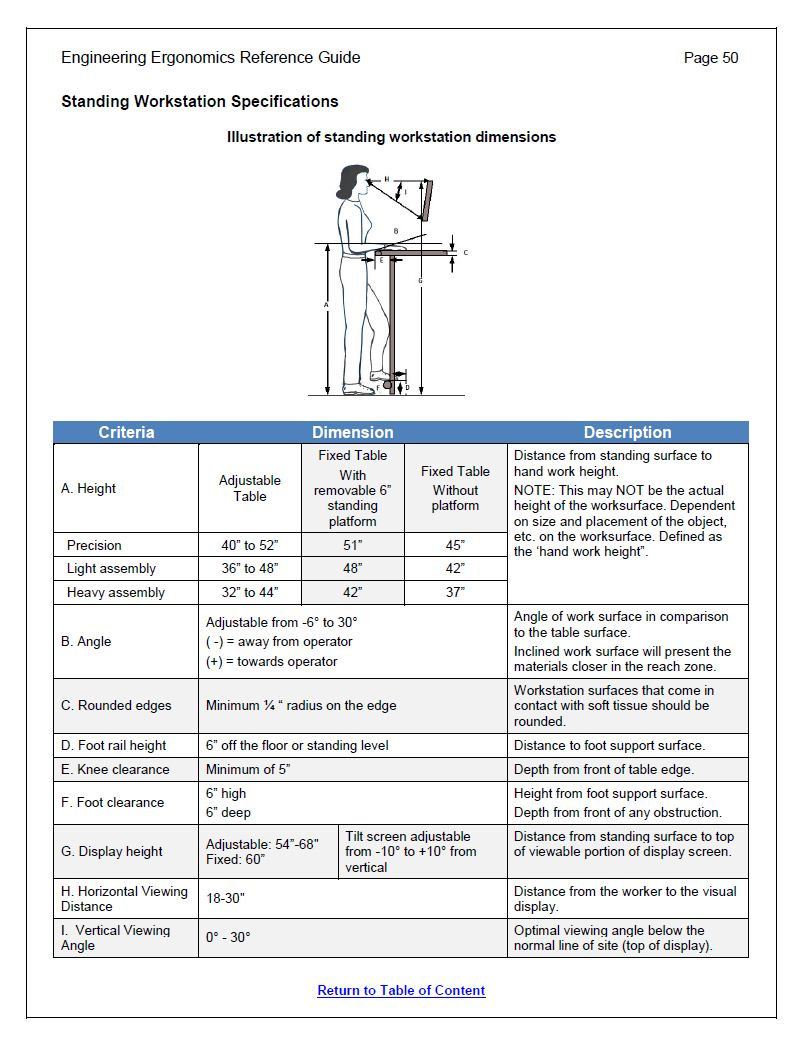 Engineering Ergonomics Reference Guide Page 50
Standing Workstation Specifications
Illustration of standing workstation dimensions
H
I
B
C
E
G
A
F
D
Criteria Dimension Description
A. Height
Adjustable
Table
Fixed Table
With
removable 6”
standing
platform
Fixed Table
Without
platform
Distance from standing surface to
hand work height.
NOTE: This may NOT be the actual
height of the worksurface. Dependent
on size and placement of the object,
etc. on the worksurface. Defined as
the ‘hand work height”.
Precision 40” to 52” 51” 45”
Light assembly 36” to 48” 48” 42”
Heavy assembly 32” to 44” 42” 37”
B. Angle
Adjustable from -6° to 30°
( -) = away from operator
(+) = towards operator
Angle of work surface in comparison
to the table surface.
Inclined work surface will present the
materials closer in the reach zone.
C. Rounded edges
Minimum ¼ “ radius on the edge
Workstation surfaces that come in
contact with soft tissue should be
rounded.
D. Foot rail height 6” off the floor or standing level Distance to foot support surface.
E. Knee clearance Minimum of 5” Depth from front of table edge.
F. Foot clearance
6” high
6” deep
Height from foot support surface.
Depth from front of any obstruction.
G. Display height
Adjustable: 54”-68"
Fixed: 60”
Tilt screen adjustable
from -10° to +10° from
vertical
Distance from standing surface to top
of viewable portion of display screen.
H. Horizontal Viewing
Distance
18-30"
Distance from the worker to the visual
display.
I. Vertical Viewing
Angle
0° - 30°
Optimal viewing angle below the
normal line of site (top of display).
Return to Table of Content